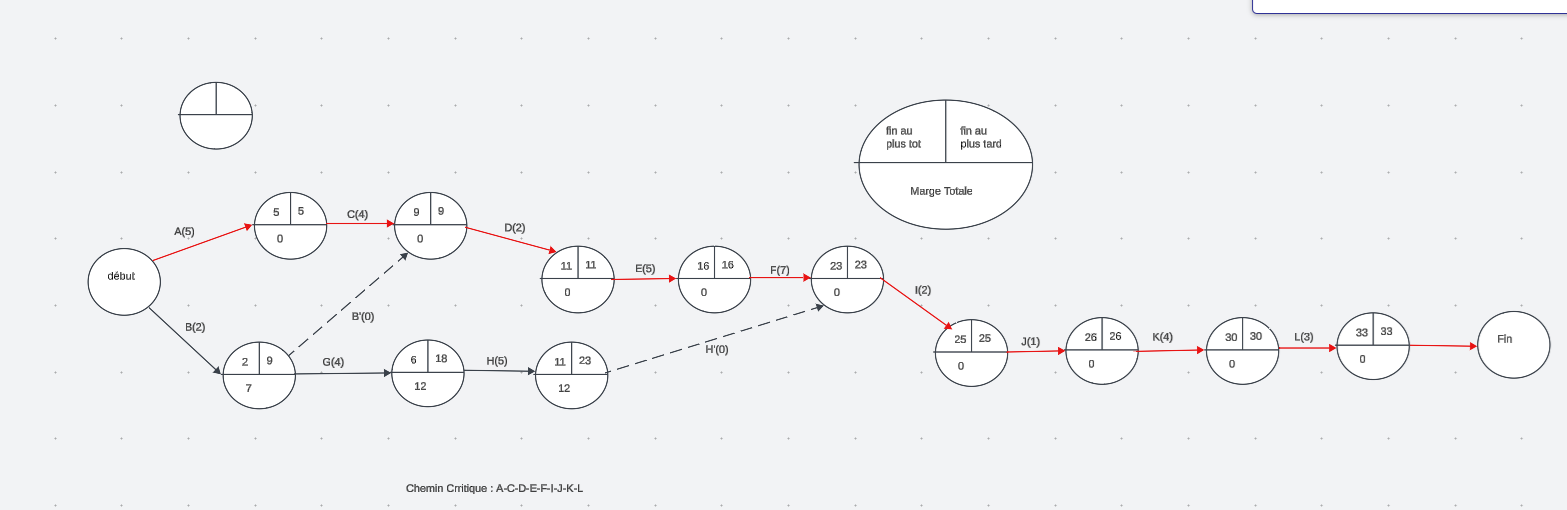 fin au
plus tot
fin au
plus tard
Marge Totale
début
A(5)
5
5
0
C(4)
9
9
0
D(2)
11
11
0
E(5)
16
16
0
F(7)
23
23
0
I(2)
25
25
0
J(1)
26
26
0
K(4)
30
30
0
L(3)
33
33
0
Fin
B(2)
2
9
7
B'(0)
G(4)
6
18
12
H(5)
11
23
12
H'(0)
Chemin Crritique : A-C-D-E-F-I-J-K-L